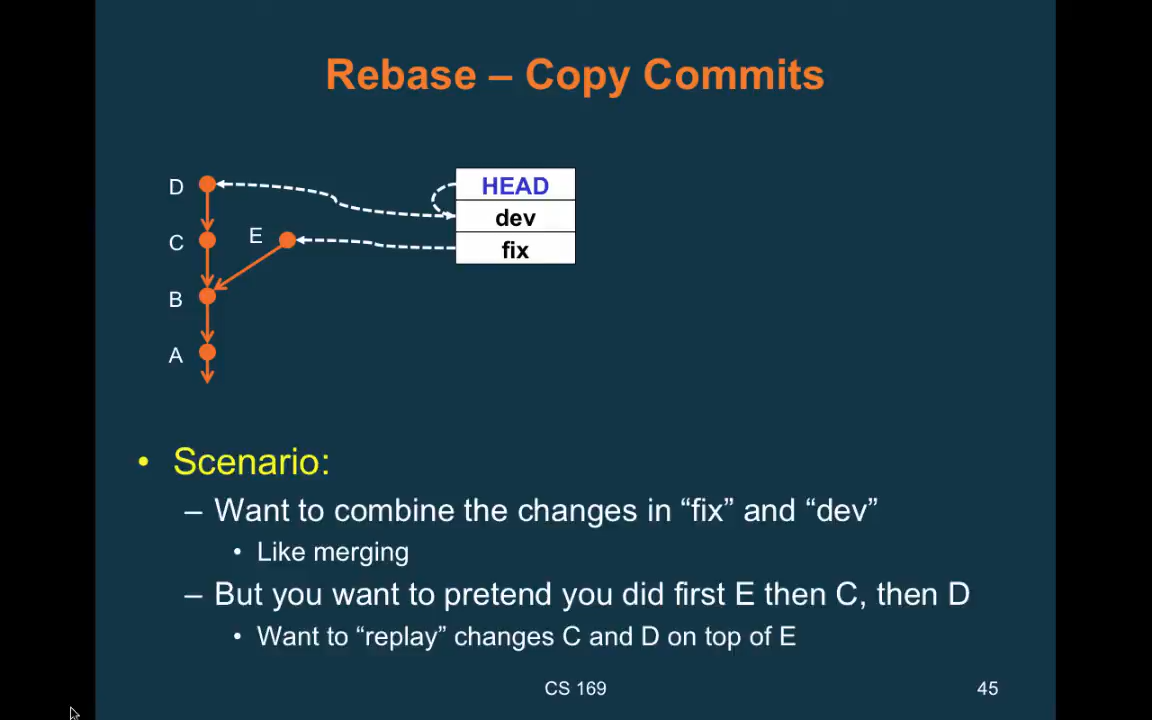 Rebase – Copy Commits
D
HEAD
dev
C
E
fix
B
A
• Scenario:
– Want to combine the changes in “fix” and “dev”
• Like merging
– But you want to pretend you did first E then C, then D
• Want to “replay” changes C and D on top of E
CS 169
45